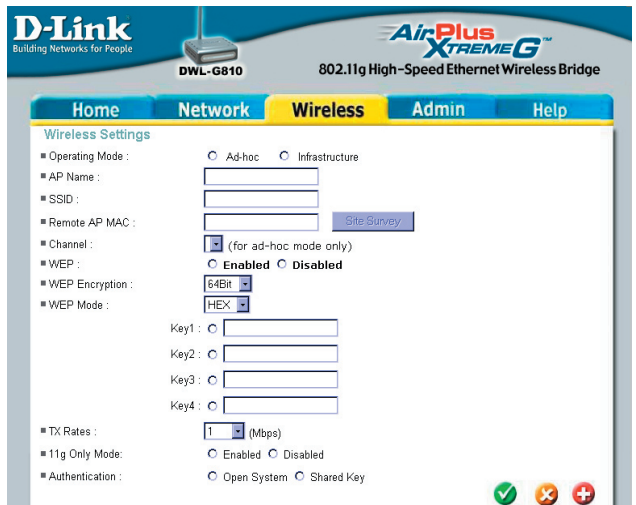 D-Link
Building Networks for People
DWL-G810
AirPlus
XTREME G™
802.11g High-Speed Ethernet Wireless Bridge
Home Network Wireless Admin Help
Wireless Settings
Operating Mode : Ad-hoc Infrastructure
AP Name :
SSID :
Remote AP MAC : Site Survey
Channel : (for ad-hoc mode only)
WEP : Enabled Disabled
WEP Encryption : 64Bit
WEP Mode : HEX
Key1 :
Key2 :
Key3 :
Key4 :
TX Rates : 1 (Mbps)
11g Only Mode: Enabled Disabled
Authentication : Open System Shared Key